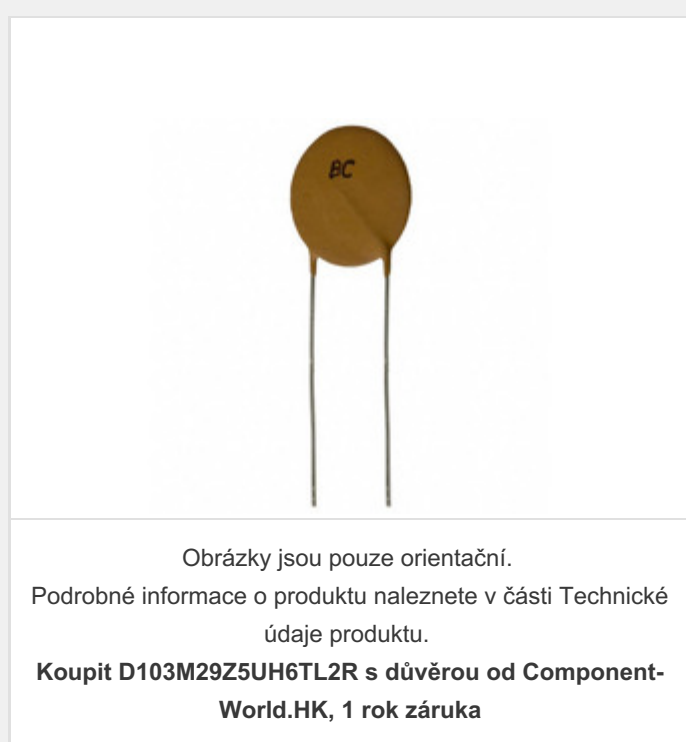 BC
Obrázky jsou pouze orientační.
Podrobné informace o produktu naleznete v části Technické
údaje produktu.
Koupit D103M29Z5UH6TL2R s důvěrou od Component-
World.HK, 1 rok záruka